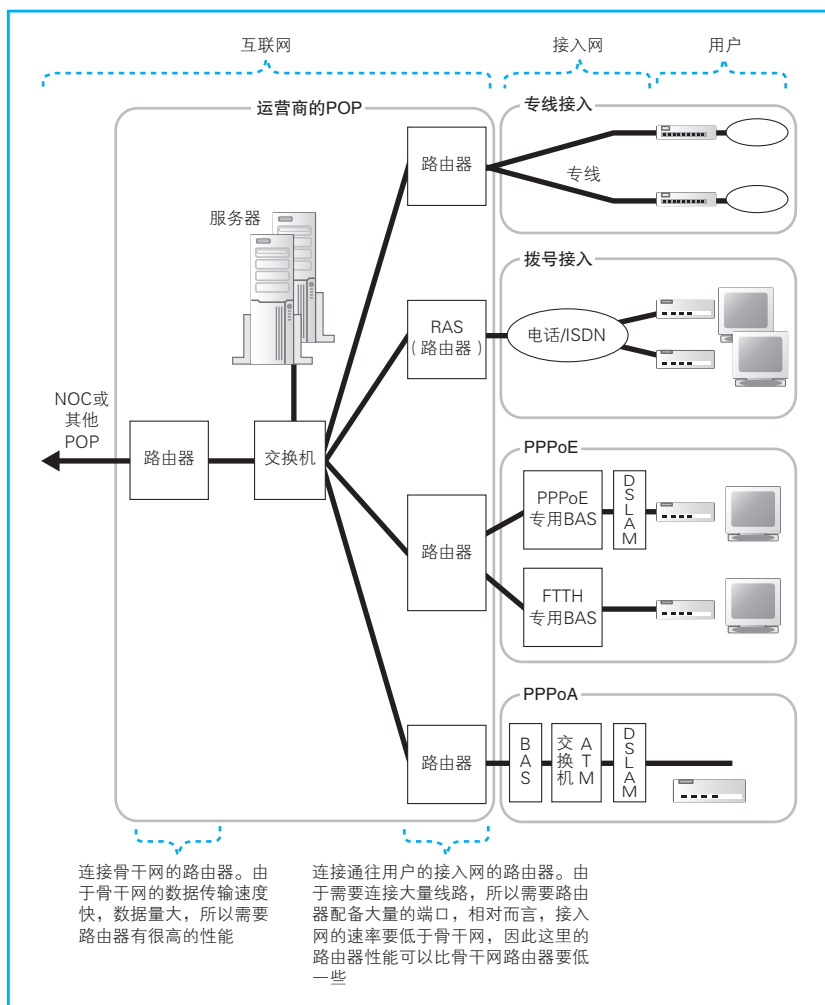 互联网
接入网
用户
运营商的POP
专线接入
路由器
专线
服务器
拨号接入
RAS
（路由器）
电话/ISDN
NOC或
其他
POP
路由器
交换机
PPPoE
路由器
PPPoE
专用BAS
DSLAM
FTTH
专用BAS
PPPoA
路由器
BAS
ATM
交换机
DSLAM
连接骨干网的路由器。由
于骨干网的数据传输速度
快，数据量大，所以需要
路由器有很高的性能
连接通往用户的接入网的路由器。由
于需要连接大量线路，所以需要路由
器配备大量的端口，相对而言，接入
网的速率要低于骨干网，因此这里的
路由器性能可以比骨干网路由器要低
一些